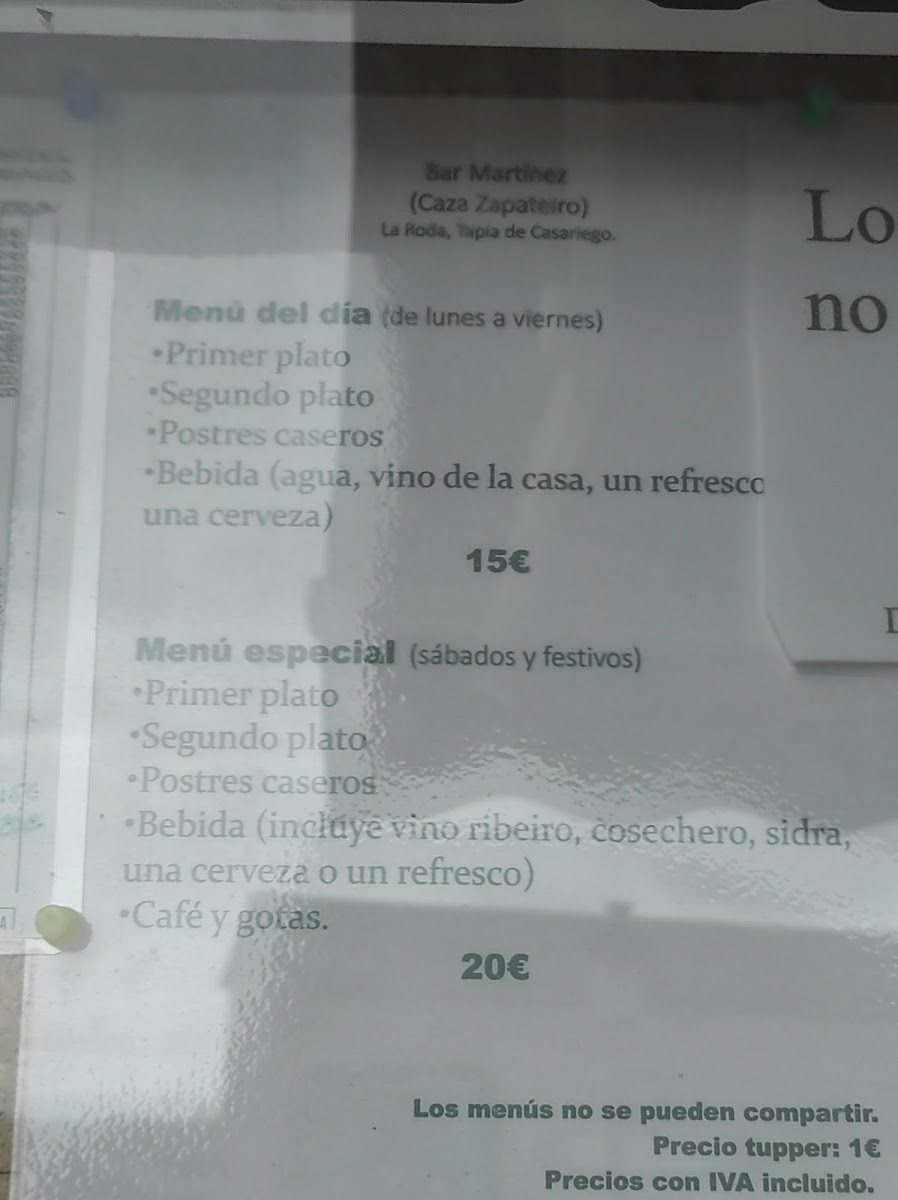 Bar Martínez
(Caza Zapateiro)
La Roda, Tapia de Casariego.
Menú del día (de lunes a viernes)
•Primer plato
•Segundo plato
•Postres caseros
•Bebida (agua, vino de la casa, un refresco
una cerveza)
15€
Menú especial (sábados y festivos)
•Primer plato
•Segundo plato
•Postres caseros
•Bebida (incluye vino ribeiro, cosechero, sidra,
una cerveza o un refresco)
•Café y gotas.
20€
Los menús no se pueden compartir.
Precio tupper: 1€
Precios con IVA incluido.
Lo
no